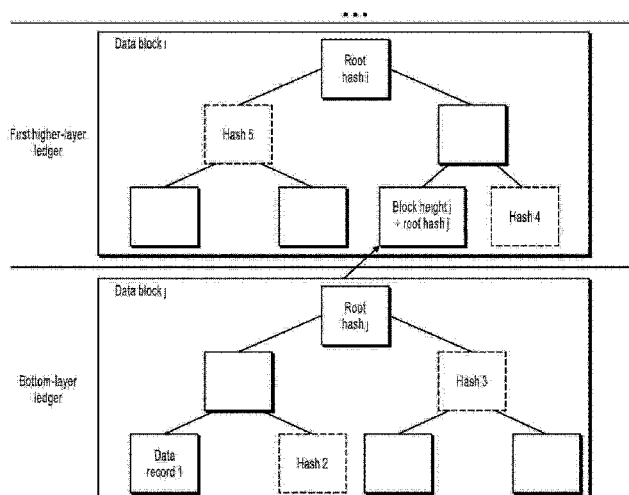 ...
Data block i
Root
hash i
First higher-layer
ledger
Hash 5
Block height j
+ root hash j
Hash 4
Data block j
Root
hash j
Bottom-layer
ledger
Hash 3
Data
record 1
Hash 2